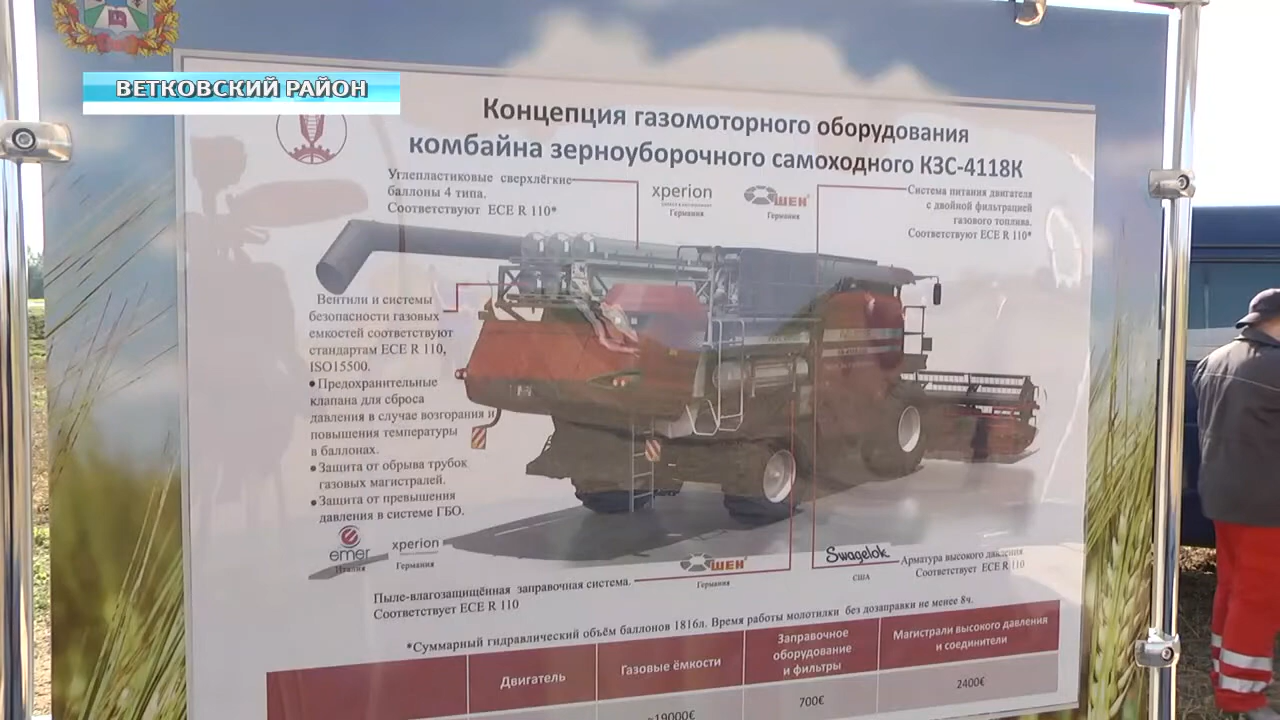 ВЕТКОВСКИЙ РАЙОН
Концепция газомоторного оборудования
комбайна зерноуборочного самоходного КЗС-4118К
Углепластиковые сверхлёгкие
баллоны 4 типа.
Соответствуют ECE R 110*
xperion
Германия
ШЕН
Германия
Система питания двигателя
с двойной фильтрацией
газового топлива.
Соответствуют ECE R 110*
Вентили и системы
безопасности газовых
емкостей соответствуют
стандартам ECE R 110,
ISO15500.
● Предохранительные
клапана для сброса
давления в случае возгорания и
повышения температуры
в баллонах.
● Защита от обрыва трубок
газовых магистралей.
● Защита от превышения
давления в системе ГБО.
emer
Италия
xperion
Германия
Пыле-влагозащищённая заправочная система.
Соответствует ECE R 110
ШЕН
Германия
Swagelok
США
Арматура высокого давления
Соответствует ECE R 110
*Суммарный гидравлический объём баллонов 1816л. Время работы молотилки без дозаправки не менее 8ч.
Двигатель
Газовые ёмкости
Заправочное
оборудование
и фильтры
Магистрали высокого давления
и соединители
~19000€
700€
2400€